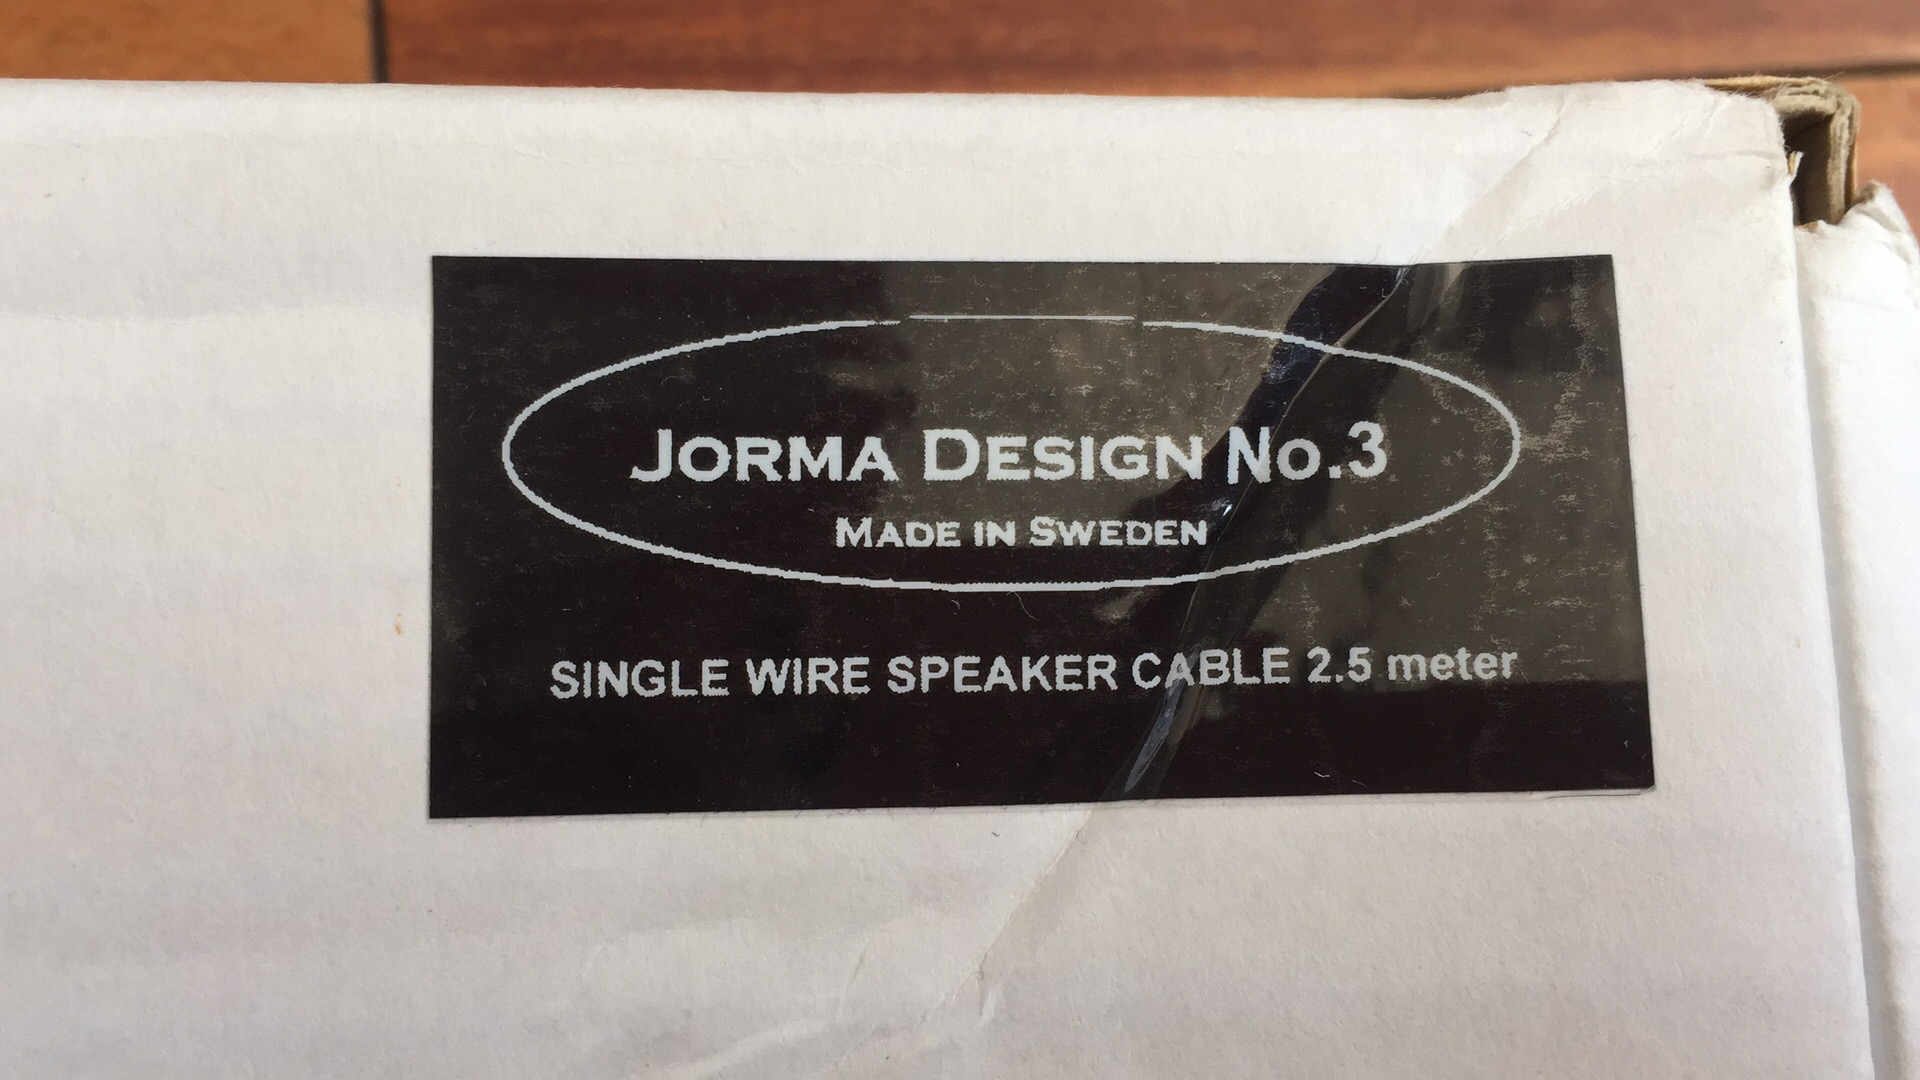 JORMA DESIGN No.3
MADE IN SWEDEN
SINGLE WIRE SPEAKER CABLE 2.5 meter